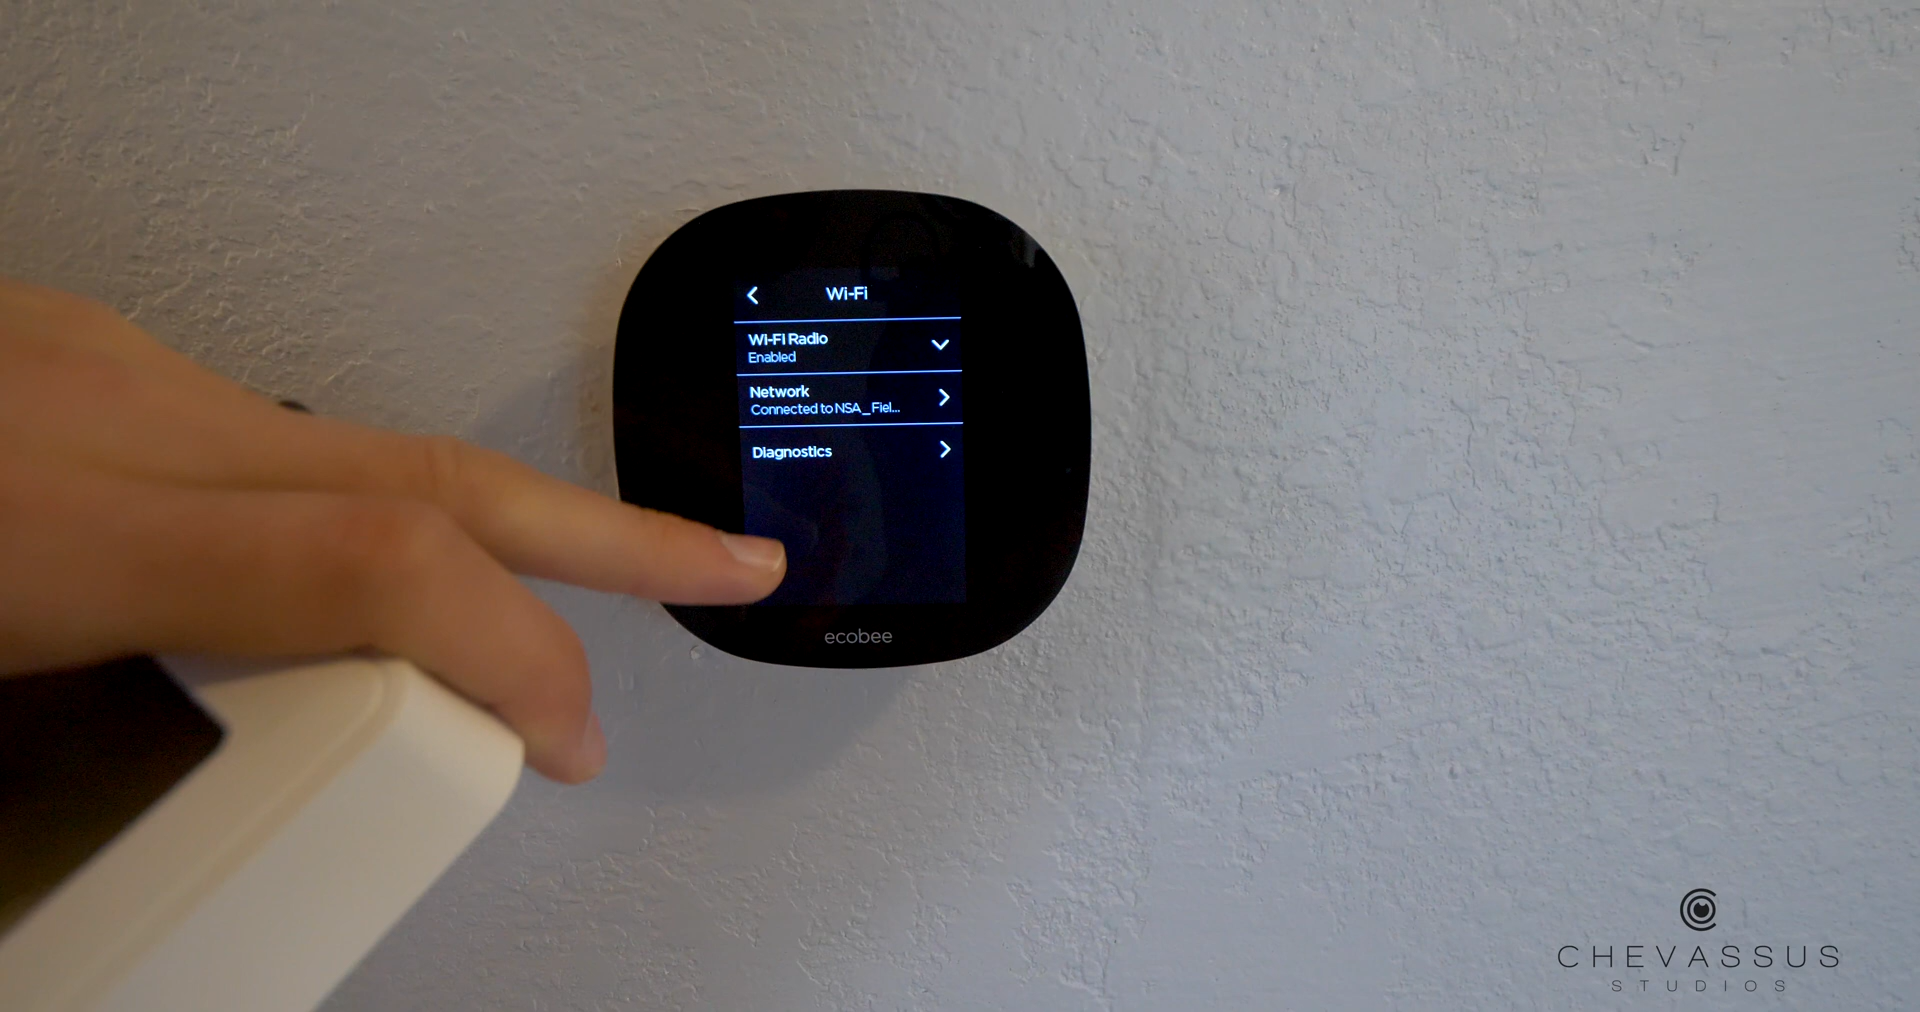 Wi-Fi
Wi-Fi Radio
Enabled
Network
Connected to NSA_Fiel...
Diagnostics
ecobee
CHEVASSUS
STUDIOS